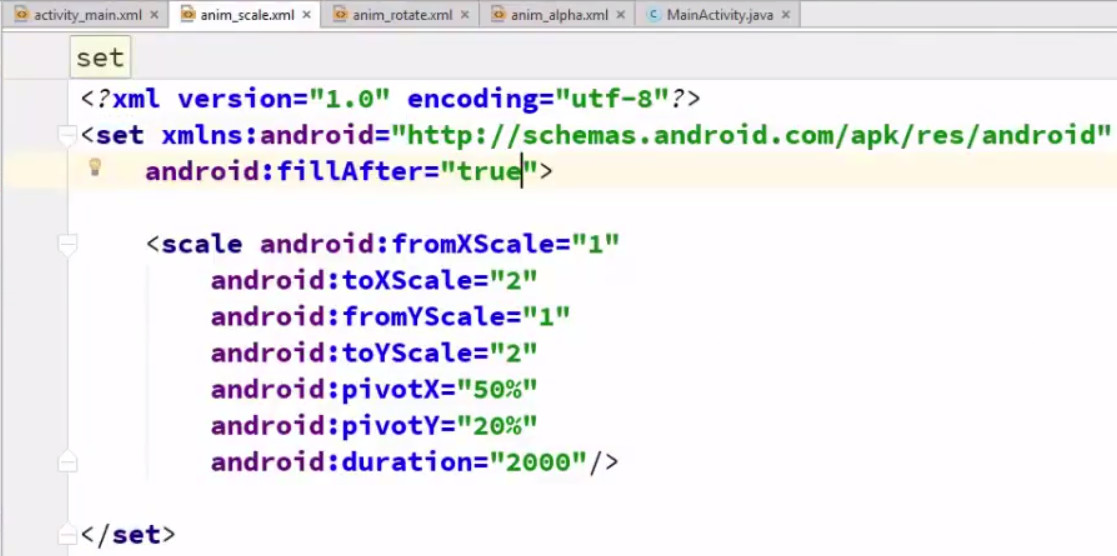 activity_main.xml × anim_scale.xml × anim_rotate.xml × anim_alpha.xml × MainActivity.java ×
set
<?xml version="1.0" encoding="utf-8"?>
<set xmlns:android="http://schemas.android.com/apk/res/android"
    android:fillAfter="true">
    <scale android:fromXScale="1"
        android:toXScale="2"
        android:fromYScale="1"
        android:toYScale="2"
        android:pivotX="50%"
        android:pivotY="20%"
        android:duration="2000"/>
</set>